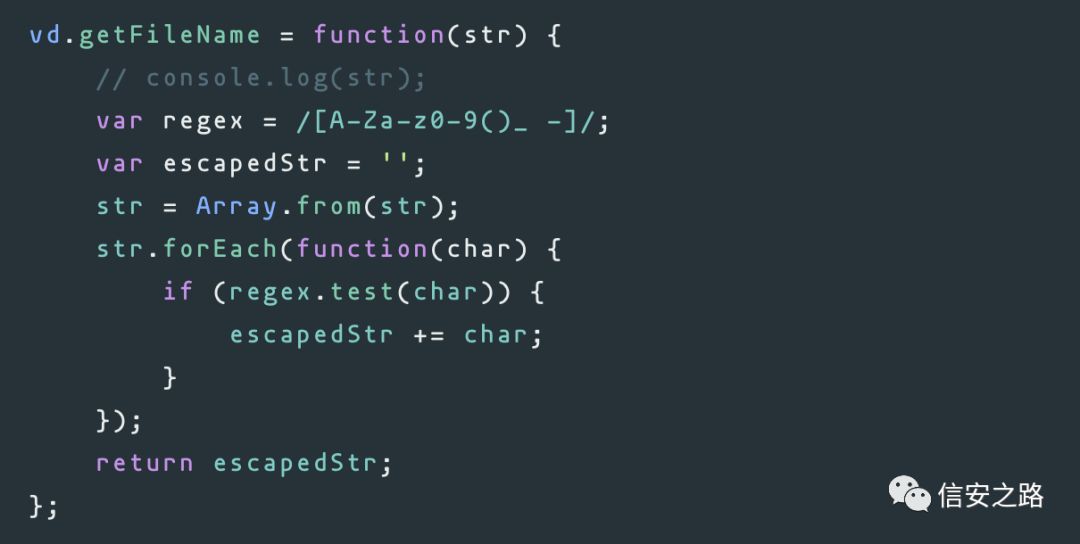 vd.getFileName = function(str) {
    // console.log(str);
    var regex = /[A-Za-z0-9()_ -]/;
    var escapedStr = '';
    str = Array.from(str);
    str.forEach(function(char) {
        if (regex.test(char)) {
            escapedStr += char;
        }
    });
    return escapedStr;
};
信安之路